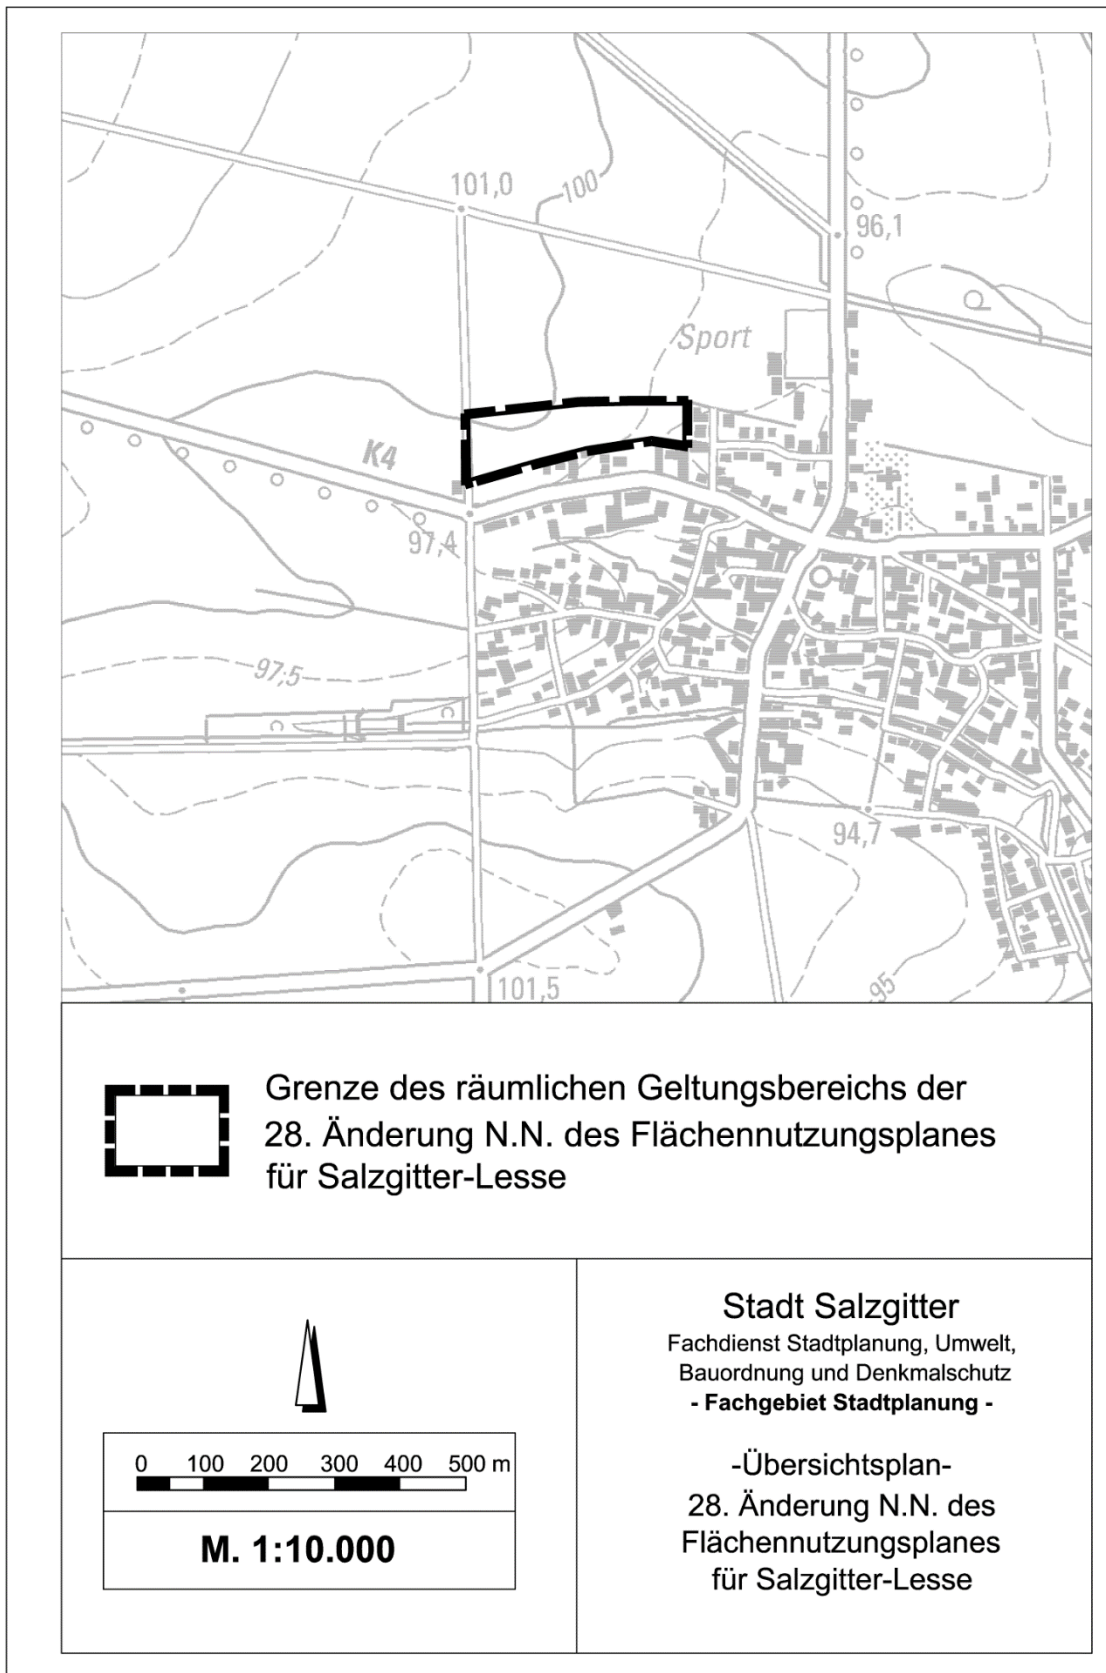 101,0
100
96,1
Sport
K4
97,4
97,5
94,7
95
101,5
Grenze des räumlichen Geltungsbereichs der
28. Änderung N.N. des Flächennutzungsplanes
für Salzgitter-Lesse
0 100 200 300 400 500 m
M. 1:10.000
Stadt Salzgitter
Fachdienst Stadtplanung, Umwelt,
Bauordnung und Denkmalschutz
- Fachgebiet Stadtplanung -
-Übersichtsplan-
28. Änderung N.N. des
Flächennutzungsplanes
für Salzgitter-Lesse